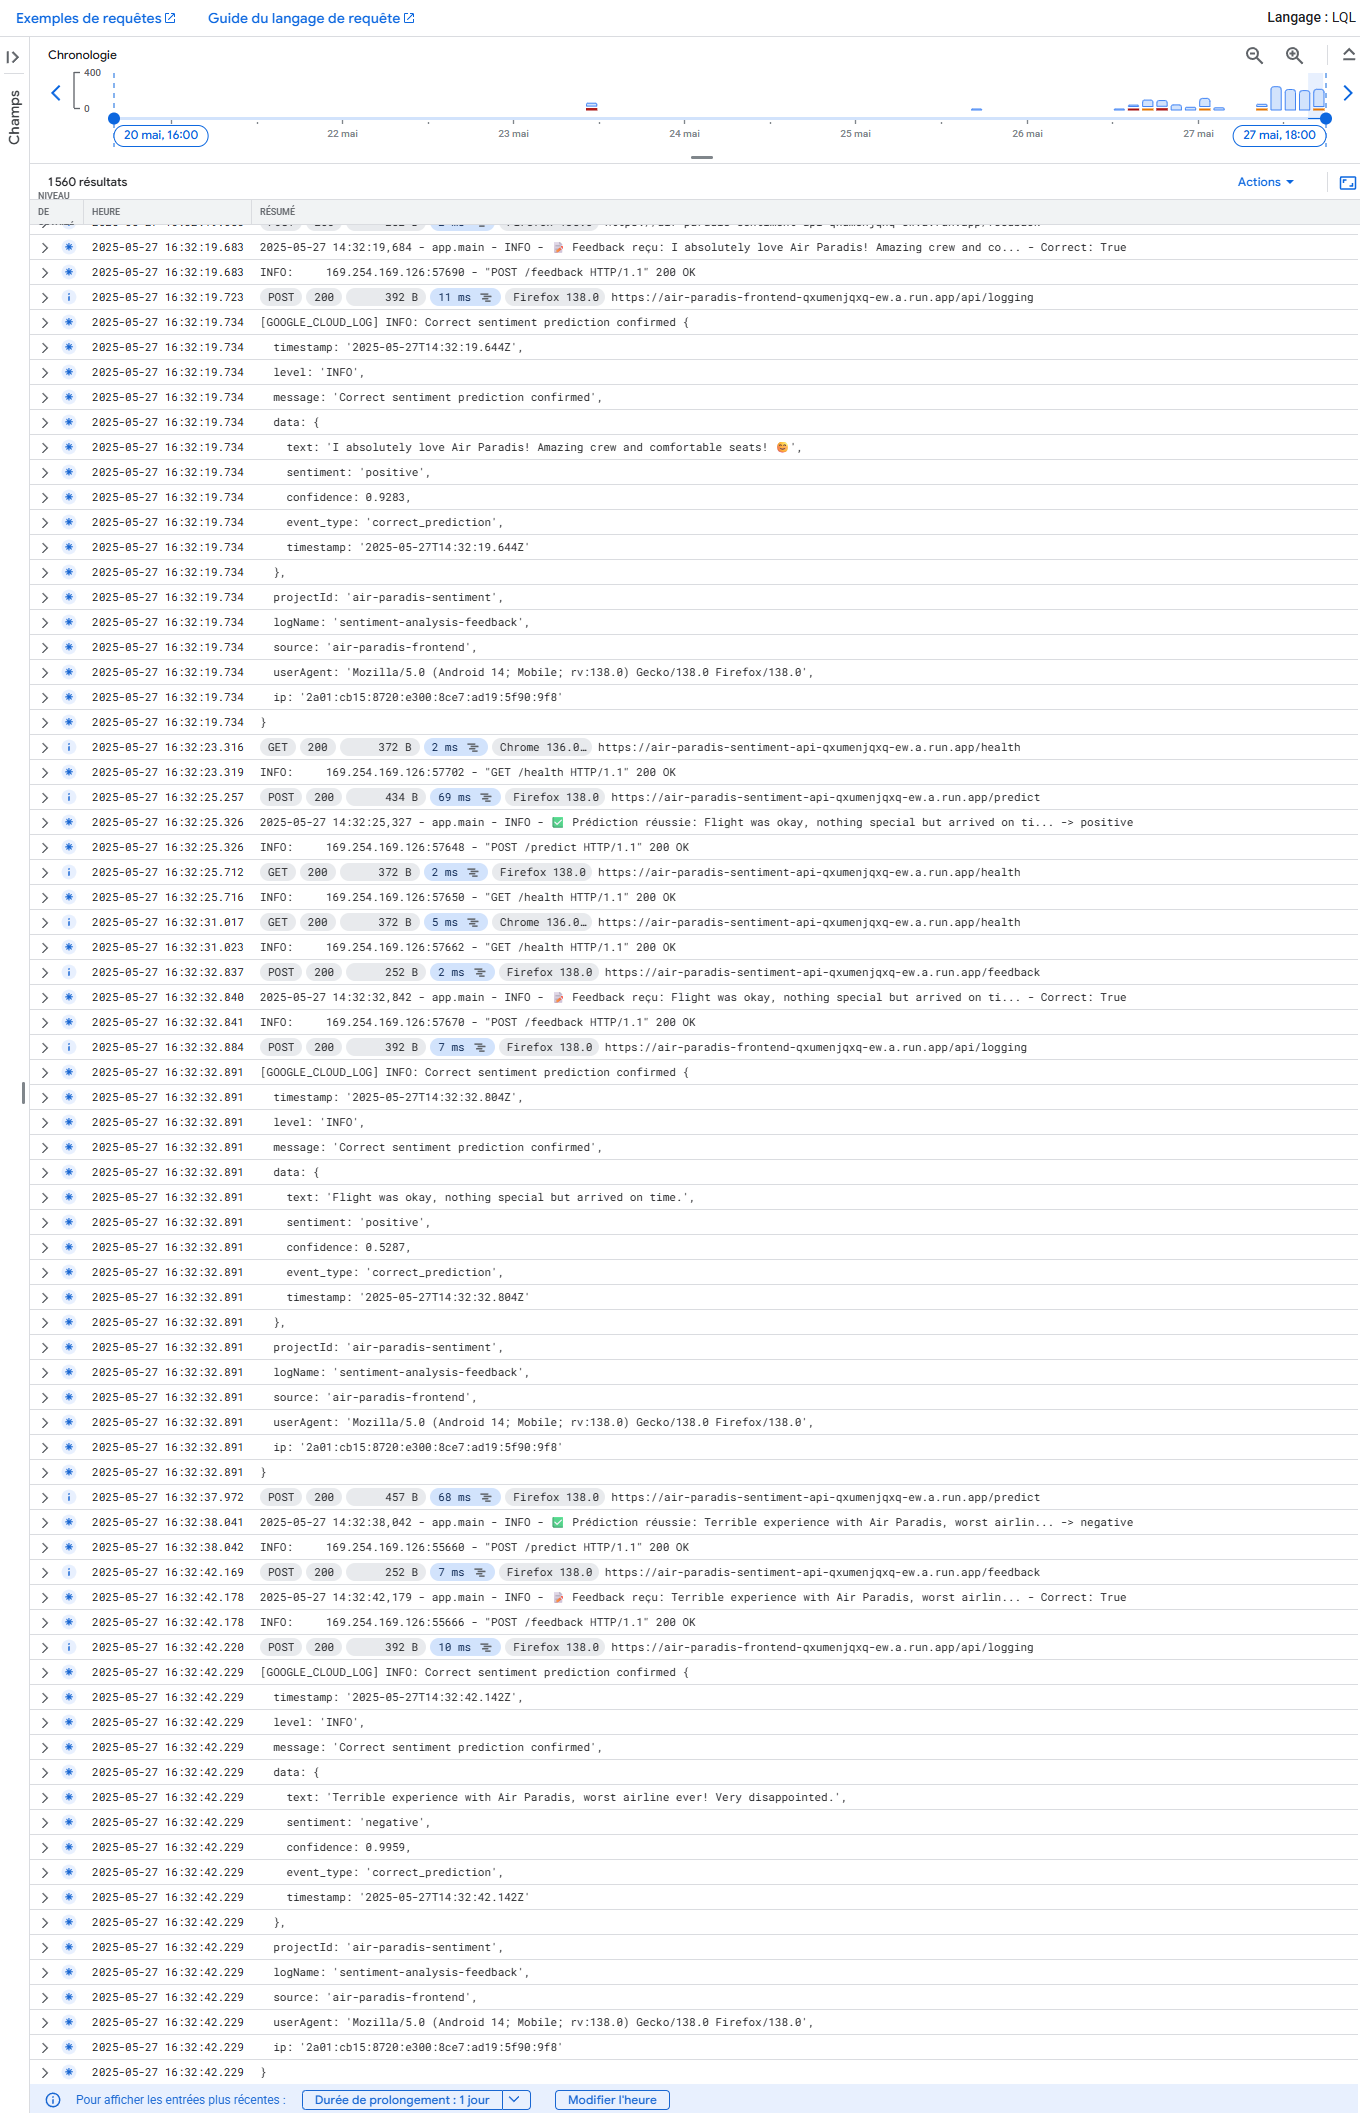 Exemples de requêtes Guide du langage de requête Langage : LQL
Chronologie
Champs
400
0
22 mai 23 mai 24 mai 25 mai 26 mai 27 mai
20 mai, 16:00 27 mai, 18:00
1 560 résultats Actions
NIVEAU
DE HEURE RÉSUMÉ
2025-05-27 16:32:19.683 2025-05-27 14:32:19,684 - app.main - INFO - 📝 Feedback reçu: I absolutely love Air Paradis! Amazing crew and co... - Correct: True
2025-05-27 16:32:19.683 INFO: 169.254.169.126:57690 - "POST /feedback HTTP/1.1" 200 OK
2025-05-27 16:32:19.723 POST 200 392 B 11 ms Firefox 138.0 https://air-paradis-frontend-qxumenjqxq-ew.a.run.app/api/logging
2025-05-27 16:32:19.734 [GOOGLE_CLOUD_LOG] INFO: Correct sentiment prediction confirmed {
2025-05-27 16:32:19.734 timestamp: '2025-05-27T14:32:19.644Z',
2025-05-27 16:32:19.734 level: 'INFO',
2025-05-27 16:32:19.734 message: 'Correct sentiment prediction confirmed',
2025-05-27 16:32:19.734 data: {
2025-05-27 16:32:19.734 text: 'I absolutely love Air Paradis! Amazing crew and comfortable seats! 😊',
2025-05-27 16:32:19.734 sentiment: 'positive',
2025-05-27 16:32:19.734 confidence: 0.9283,
2025-05-27 16:32:19.734 event_type: 'correct_prediction',
2025-05-27 16:32:19.734 timestamp: '2025-05-27T14:32:19.644Z'
2025-05-27 16:32:19.734 },
2025-05-27 16:32:19.734 projectId: 'air-paradis-sentiment',
2025-05-27 16:32:19.734 logName: 'sentiment-analysis-feedback',
2025-05-27 16:32:19.734 source: 'air-paradis-frontend',
2025-05-27 16:32:19.734 userAgent: 'Mozilla/5.0 (Android 14; Mobile; rv:138.0) Gecko/138.0 Firefox/138.0',
2025-05-27 16:32:19.734 ip: '2a01:cb15:8720:e300:8ce7:ad19:5f90:9f8'
2025-05-27 16:32:19.734 }
2025-05-27 16:32:23.316 GET 200 372 B 2 ms Chrome 136.0… https://air-paradis-sentiment-api-qxumenjqxq-ew.a.run.app/health
2025-05-27 16:32:23.319 INFO: 169.254.169.126:57702 - "GET /health HTTP/1.1" 200 OK
2025-05-27 16:32:25.257 POST 200 434 B 69 ms Firefox 138.0 https://air-paradis-sentiment-api-qxumenjqxq-ew.a.run.app/predict
2025-05-27 16:32:25.326 2025-05-27 14:32:25,327 - app.main - INFO - ✅ Prédiction réussie: Flight was okay, nothing special but arrived on ti... -> positive
2025-05-27 16:32:25.326 INFO: 169.254.169.126:57648 - "POST /predict HTTP/1.1" 200 OK
2025-05-27 16:32:25.712 GET 200 372 B 2 ms Firefox 138.0 https://air-paradis-sentiment-api-qxumenjqxq-ew.a.run.app/health
2025-05-27 16:32:25.716 INFO: 169.254.169.126:57650 - "GET /health HTTP/1.1" 200 OK
2025-05-27 16:32:31.017 GET 200 372 B 5 ms Chrome 136.0… https://air-paradis-sentiment-api-qxumenjqxq-ew.a.run.app/health
2025-05-27 16:32:31.023 INFO: 169.254.169.126:57662 - "GET /health HTTP/1.1" 200 OK
2025-05-27 16:32:32.837 POST 200 252 B 2 ms Firefox 138.0 https://air-paradis-sentiment-api-qxumenjqxq-ew.a.run.app/feedback
2025-05-27 16:32:32.840 2025-05-27 14:32:32,842 - app.main - INFO - 📝 Feedback reçu: Flight was okay, nothing special but arrived on ti... - Correct: True
2025-05-27 16:32:32.841 INFO: 169.254.169.126:57670 - "POST /feedback HTTP/1.1" 200 OK
2025-05-27 16:32:32.884 POST 200 392 B 7 ms Firefox 138.0 https://air-paradis-frontend-qxumenjqxq-ew.a.run.app/api/logging
2025-05-27 16:32:32.891 [GOOGLE_CLOUD_LOG] INFO: Correct sentiment prediction confirmed {
2025-05-27 16:32:32.891 timestamp: '2025-05-27T14:32:32.804Z',
2025-05-27 16:32:32.891 level: 'INFO',
2025-05-27 16:32:32.891 message: 'Correct sentiment prediction confirmed',
2025-05-27 16:32:32.891 data: {
2025-05-27 16:32:32.891 text: 'Flight was okay, nothing special but arrived on time.',
2025-05-27 16:32:32.891 sentiment: 'positive',
2025-05-27 16:32:32.891 confidence: 0.5287,
2025-05-27 16:32:32.891 event_type: 'correct_prediction',
2025-05-27 16:32:32.891 timestamp: '2025-05-27T14:32:32.804Z'
2025-05-27 16:32:32.891 },
2025-05-27 16:32:32.891 projectId: 'air-paradis-sentiment',
2025-05-27 16:32:32.891 logName: 'sentiment-analysis-feedback',
2025-05-27 16:32:32.891 source: 'air-paradis-frontend',
2025-05-27 16:32:32.891 userAgent: 'Mozilla/5.0 (Android 14; Mobile; rv:138.0) Gecko/138.0 Firefox/138.0',
2025-05-27 16:32:32.891 ip: '2a01:cb15:8720:e300:8ce7:ad19:5f90:9f8'
2025-05-27 16:32:32.891 }
2025-05-27 16:32:37.972 POST 200 457 B 68 ms Firefox 138.0 https://air-paradis-sentiment-api-qxumenjqxq-ew.a.run.app/predict
2025-05-27 16:32:38.041 2025-05-27 14:32:38,042 - app.main - INFO - ✅ Prédiction réussie: Terrible experience with Air Paradis, worst airlin... -> negative
2025-05-27 16:32:38.042 INFO: 169.254.169.126:55660 - "POST /predict HTTP/1.1" 200 OK
2025-05-27 16:32:42.169 POST 200 252 B 7 ms Firefox 138.0 https://air-paradis-sentiment-api-qxumenjqxq-ew.a.run.app/feedback
2025-05-27 16:32:42.178 2025-05-27 14:32:42,179 - app.main - INFO - 📝 Feedback reçu: Terrible experience with Air Paradis, worst airlin... - Correct: True
2025-05-27 16:32:42.178 INFO: 169.254.169.126:55666 - "POST /feedback HTTP/1.1" 200 OK
2025-05-27 16:32:42.220 POST 200 392 B 10 ms Firefox 138.0 https://air-paradis-frontend-qxumenjqxq-ew.a.run.app/api/logging
2025-05-27 16:32:42.229 [GOOGLE_CLOUD_LOG] INFO: Correct sentiment prediction confirmed {
2025-05-27 16:32:42.229 timestamp: '2025-05-27T14:32:42.142Z',
2025-05-27 16:32:42.229 level: 'INFO',
2025-05-27 16:32:42.229 message: 'Correct sentiment prediction confirmed',
2025-05-27 16:32:42.229 data: {
2025-05-27 16:32:42.229 text: 'Terrible experience with Air Paradis, worst airline ever! Very disappointed.',
2025-05-27 16:32:42.229 sentiment: 'negative',
2025-05-27 16:32:42.229 confidence: 0.9959,
2025-05-27 16:32:42.229 event_type: 'correct_prediction',
2025-05-27 16:32:42.229 timestamp: '2025-05-27T14:32:42.142Z'
2025-05-27 16:32:42.229 },
2025-05-27 16:32:42.229 projectId: 'air-paradis-sentiment',
2025-05-27 16:32:42.229 logName: 'sentiment-analysis-feedback',
2025-05-27 16:32:42.229 source: 'air-paradis-frontend',
2025-05-27 16:32:42.229 userAgent: 'Mozilla/5.0 (Android 14; Mobile; rv:138.0) Gecko/138.0 Firefox/138.0',
2025-05-27 16:32:42.229 ip: '2a01:cb15:8720:e300:8ce7:ad19:5f90:9f8'
2025-05-27 16:32:42.229 }
Pour afficher les entrées plus récentes : Durée de prolongement : 1 jour Modifier l'heure